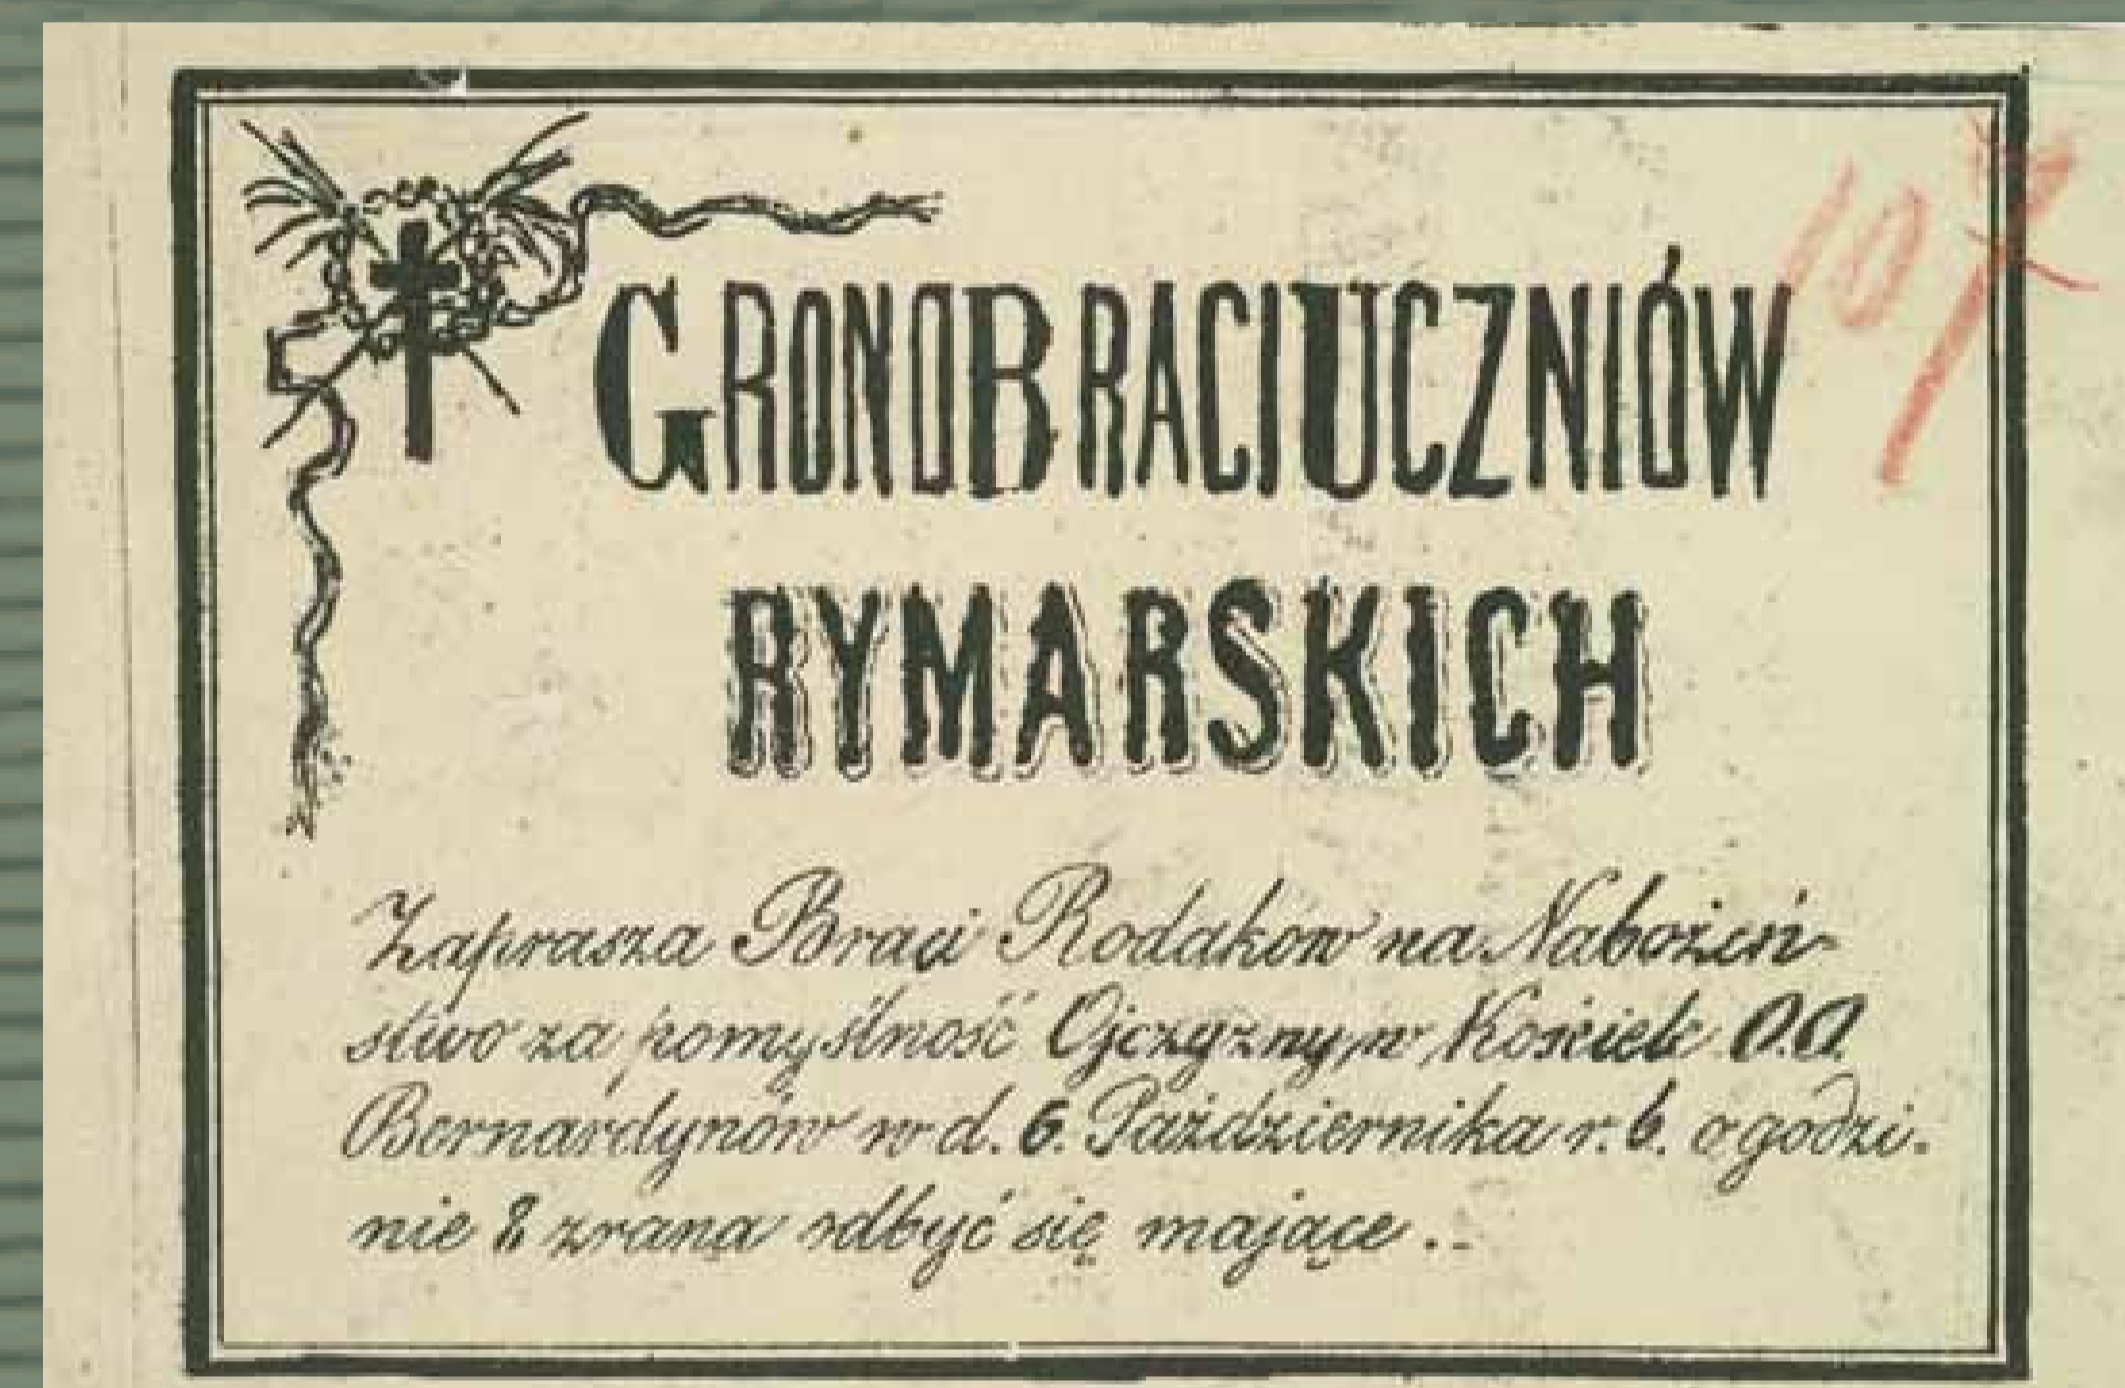 GRONO BRACI UCZNIÓW
RYMARSKICH
Zaprasza Braci Rodaków na Nabożeń-
stwo za pomyślność Ojczyzny, w Kościele O.O.
Bernardynów w d. 6. Października r. b. o godzi-
nie 8 zrana odbyć się mające.
107